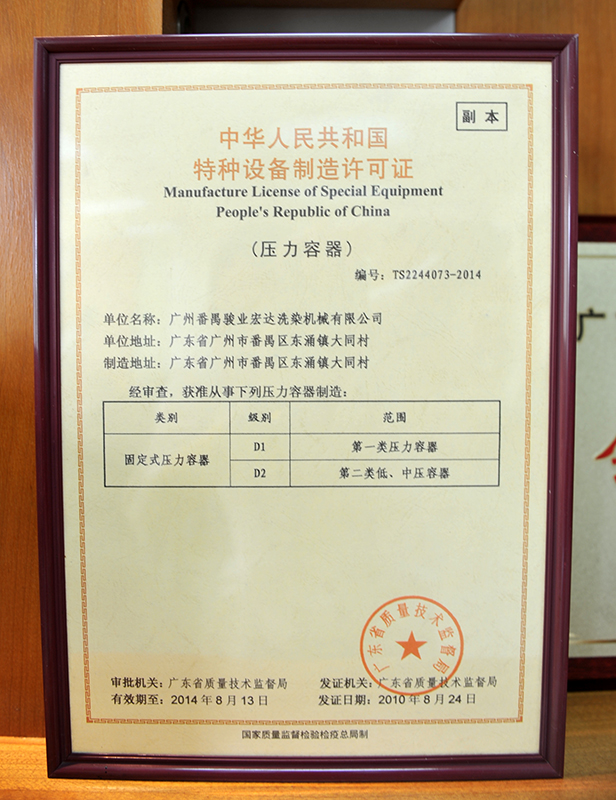 副本
中华人民共和国
特种设备制造许可证
Manufacture License of Special Equipment
People's Republic of China
(压力容器)
编号: TS2244073-2014
单位名称: 广州番禺骏业宏达洗染机械有限公司
单位地址: 广东省广州市番禺区东涌镇大同村
制造地址: 广东省广州市番禺区东涌镇大同村
经审查, 获准从事下列压力容器制造:
类别 级别 范围
固定式压力容器 D1 第一类压力容器
D2 第二类低、中压容器
广东省质量技术监督局
审批机关: 广东省质量技术监督局 发证机关: 广东省质量技术监督局
有效期至: 2014 年 8 月 13 日 发证日期: 2010 年 8 月 24 日
国家质量监督检验检疫总局制
广